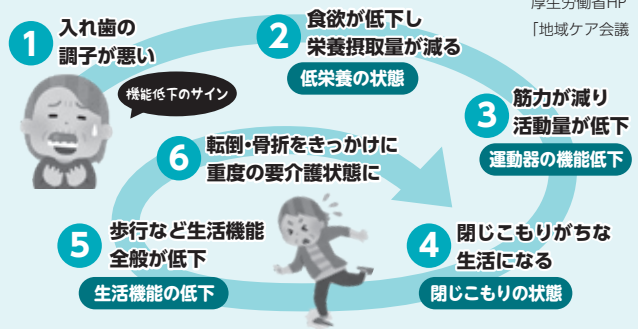 厚生労働省HP
「地域ケア会議
1 入れ歯の
調子が悪い
機能低下のサイン
2 食欲が低下し
栄養摂取量が減る
低栄養の状態
3 筋力が減り
活動量が低下
運動器の機能低下
4 閉じこもりがちな
生活になる
閉じこもりの状態
5 歩行など生活機能
全般が低下
生活機能の低下
6 転倒・骨折をきっかけに
重度の要介護状態に